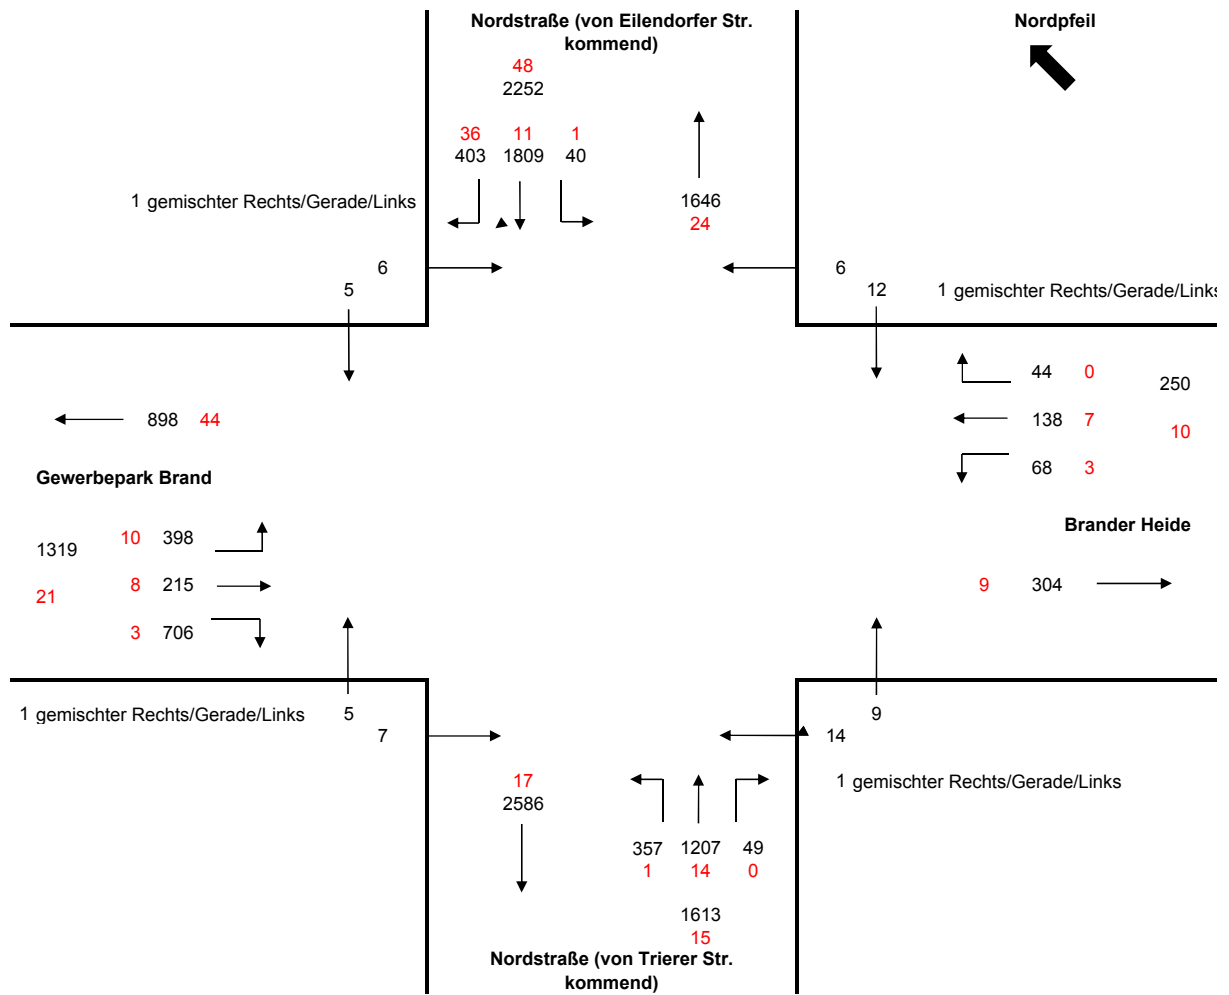 Nordstraße (von Eilendorfer Str.
kommend)
Nordpfeil
48
2252
36 11 1
403 1809 40
1 gemischter Rechts/Gerade/Links
1646
24
6
5
6
12
1 gemischter Rechts/Gerade/Links
44 0
250
138 7
10
68 3
898 44
Gewerbepark Brand
10 398
1319
8 215
21
3 706
Brander Heide
9 304
1 gemischter Rechts/Gerade/Links
5
7
9
14
1 gemischter Rechts/Gerade/Links
17
2586
357 1207 49
1 14 0
1613
15
Nordstraße (von Trierer Str.
kommend)